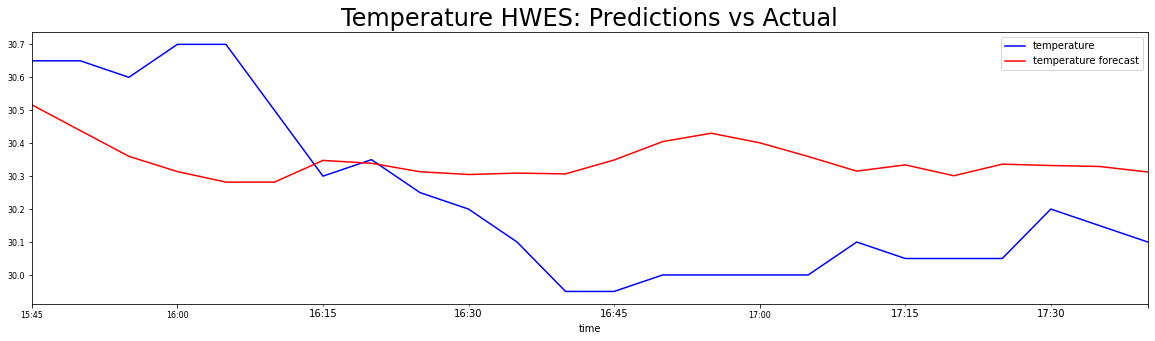 Temperature HWES: Predictions vs Actual
temperature
temperature forecast
30.7
30.6
30.5
30.4
30.3
30.2
30.1
30.0
15:45 16:00 16:15 16:30 16:45 17:00 17:15 17:30
time